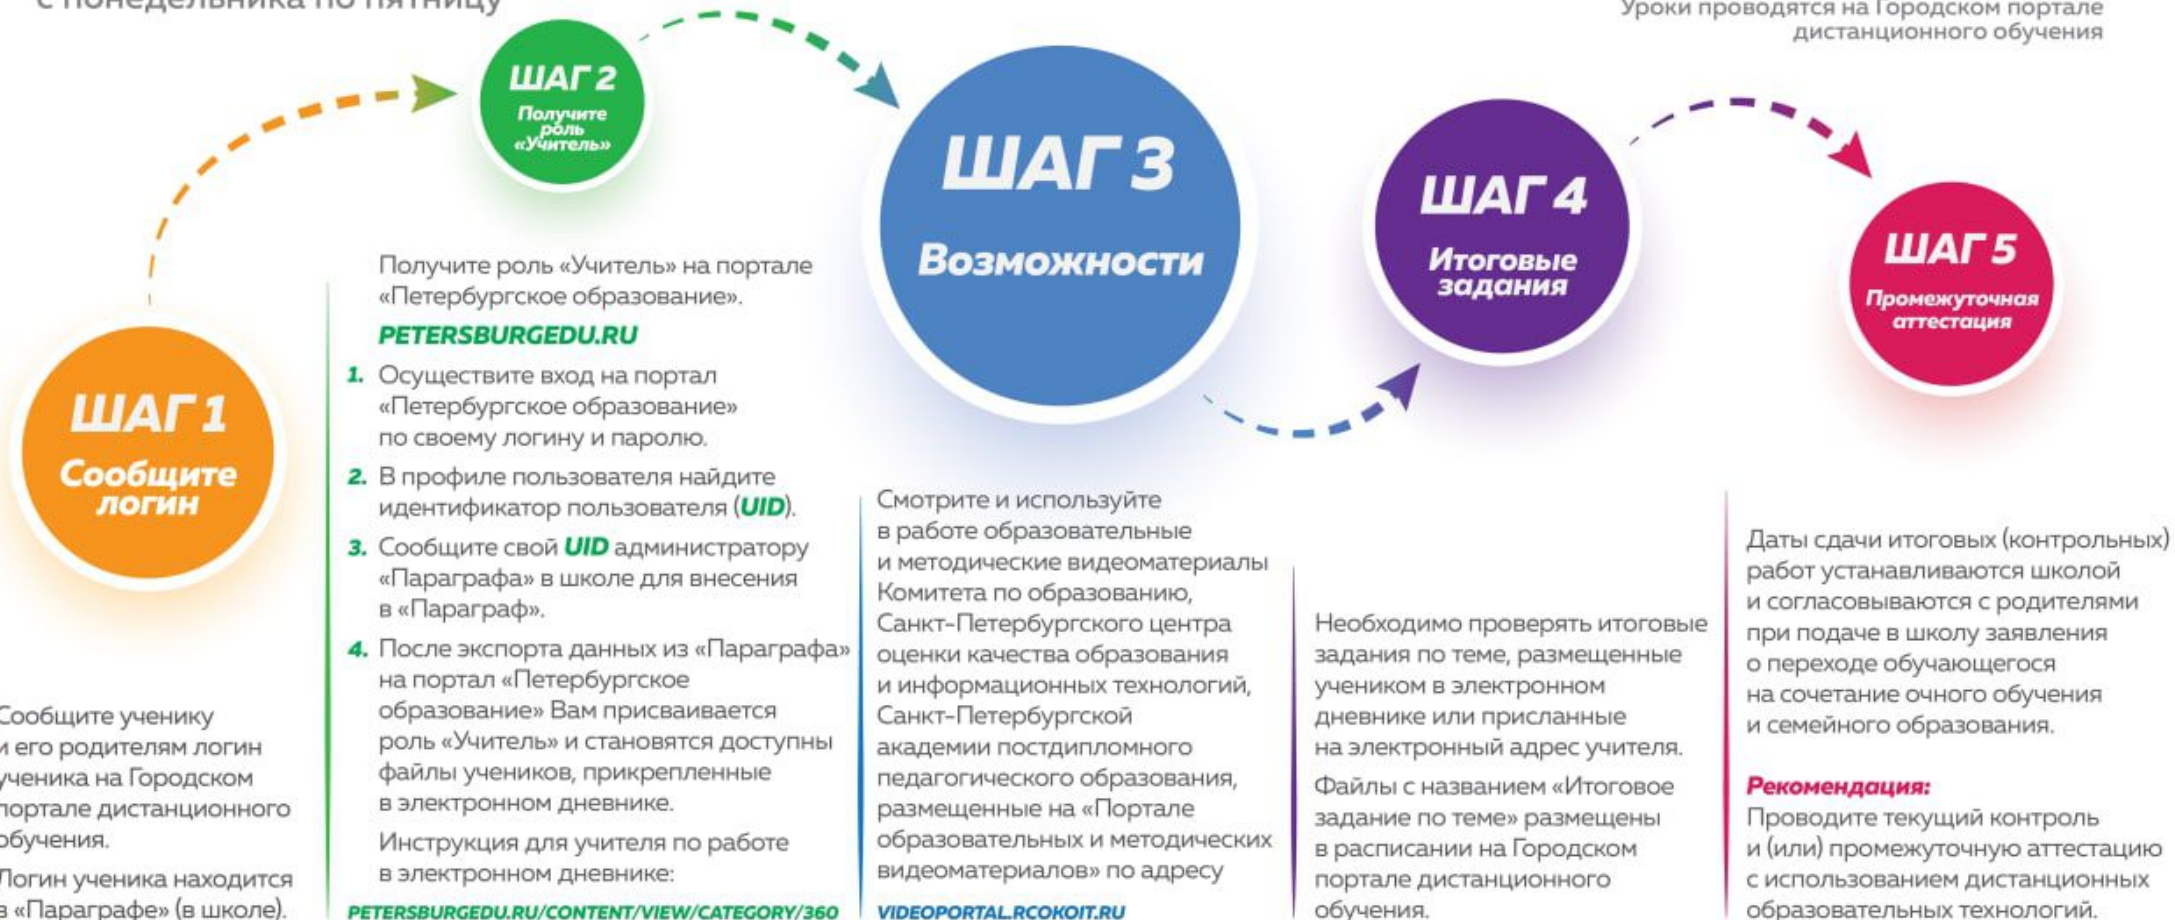 с понедельника по пятницу
Уроки проводятся на Городском портале
дистанционного обучения
ШАГ 1
Сообщите
логин
Сообщите ученику
и его родителям логин
ученика на Городском
портале дистанционного
обучения.
Логин ученика находится
в «Параграфе» (в школе).
ШАГ 2
Получите
роль
«Учитель»
Получите роль «Учитель» на портале
«Петербургское образование».
PETERSBURGEDU.RU
1. Осуществите вход на портал
«Петербургское образование»
по своему логину и паролю.
2. В профиле пользователя найдите
идентификатор пользователя (UID).
3. Сообщите свой UID администратору
«Параграфа» в школе для внесения
в «Параграф».
4. После экспорта данных из «Параграфа»
на портал «Петербургское
образование» Вам присваивается
роль «Учитель» и становятся доступны
файлы учеников, прикрепленные
в электронном дневнике.
Инструкция для учителя по работе
в электронном дневнике:
PETERSBURGEDU.RU/CONTENT/VIEW/CATEGORY/360
ШАГ 3
Возможности
Смотрите и используйте
в работе образовательные
и методические видеоматериалы
Комитета по образованию,
Санкт-Петербургского центра
оценки качества образования
и информационных технологий,
Санкт-Петербургской
академии постдипломного
педагогического образования,
размещенные на «Портале
образовательных и методических
видеоматериалов» по адресу
VIDEOPORTAL.RCOKOIT.RU
ШАГ 4
Итоговые
задания
Необходимо проверять итоговые
задания по теме, размещенные
учеником в электронном
дневнике или присланные
на электронный адрес учителя.
Файлы с названием «Итоговое
задание по теме» размещены
в расписании на Городском
портале дистанционного
обучения.
ШАГ 5
Промежуточная
аттестация
Даты сдачи итоговых (контрольных)
работ устанавливаются школой
и согласовываются с родителями
при подаче в школу заявления
о переходе обучающегося
на сочетание очного обучения
и семейного образования.
Рекомендация:
Проводите текущий контроль
и (или) промежуточную аттестацию
с использованием дистанционных
образовательных технологий.